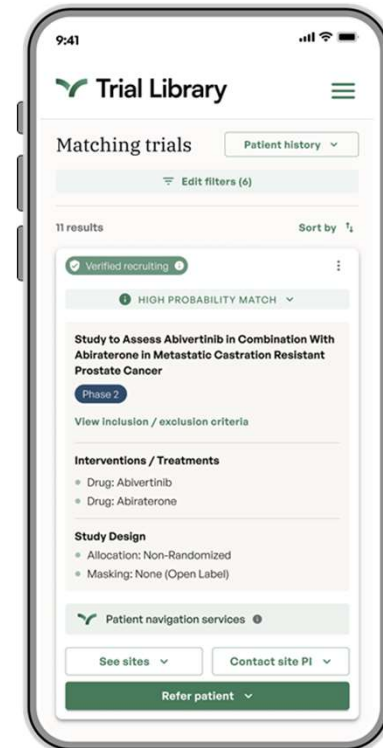 9:41
Trial Library
Matching trials
Patient history
Edit filters (6)
11 results
Sort by
Verified recruiting
HIGH PROBABILITY MATCH
Study to Assess Abivertinib in Combination With
Abiraterone in Metastatic Castration Resistant
Prostate Cancer
Phase 2
View inclusion / exclusion criteria
Interventions / Treatments
Drug: Abivertinib
Drug: Abiraterone
Study Design
Allocation: Non-Randomized
Masking: None (Open Label)
Patient navigation services
See sites
Contact site PI
Refer patient